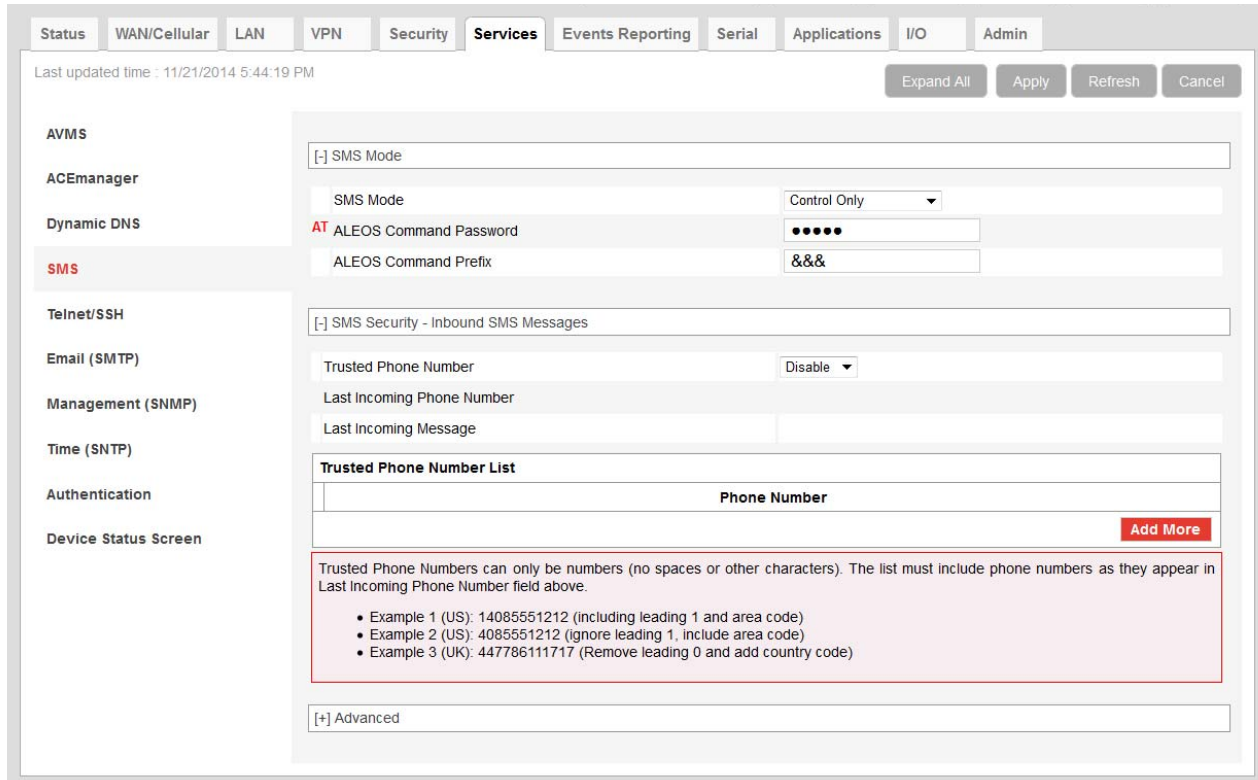 Status WAN/Cellular LAN VPN Security Services Events Reporting Serial Applications I/O Admin
Last updated time : 11/21/2014 5:44:19 PM
Expand All Apply Refresh Cancel
AVMS
ACEmanager
Dynamic DNS
SMS
Telnet/SSH
Email (SMTP)
Management (SNMP)
Time (SNTP)
Authentication
Device Status Screen
[-] SMS Mode
SMS Mode Control Only
AT ALEOS Command Password •••••
ALEOS Command Prefix &&&
[-] SMS Security - Inbound SMS Messages
Trusted Phone Number Disable
Last Incoming Phone Number
Last Incoming Message
Trusted Phone Number List
Phone Number
Add More
Trusted Phone Numbers can only be numbers (no spaces or other characters). The list must include phone numbers as they appear in
Last Incoming Phone Number field above.
• Example 1 (US): 14085551212 (including leading 1 and area code)
• Example 2 (US): 4085551212 (ignore leading 1, include area code)
• Example 3 (UK): 447786111717 (Remove leading 0 and add country code)
[+] Advanced